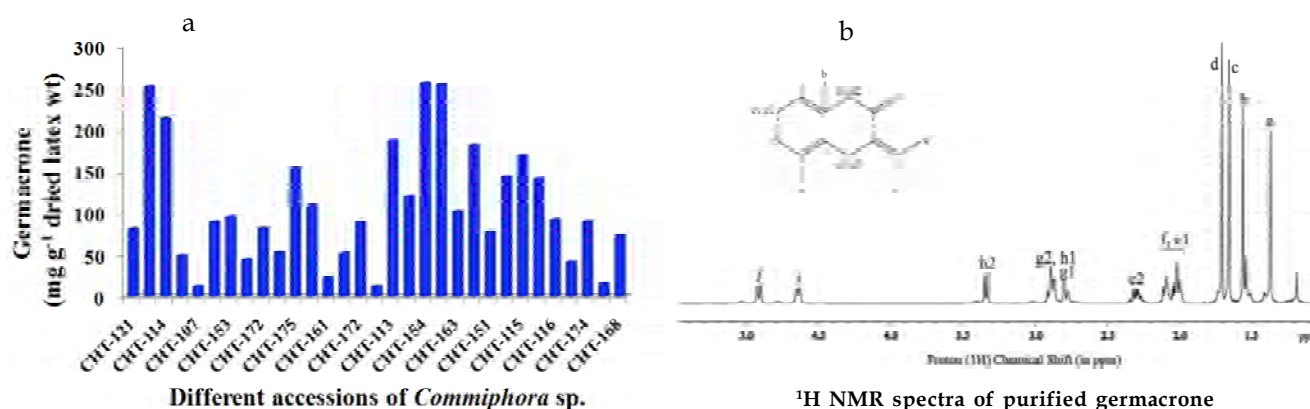 a
300
250
200
150
100
50
0
Germacrone
(mg g⁻¹ dried latex wt)
CHT-121
CHT-114
CHT-107
CHT-153
CHT-172
CHT-175
CHT-161
CHT-172
CHT-113
CHT-154
CHT-163
CHT-151
CHT-115
CHT-116
CHT-174
CHT-168
Different accessions of Commiphora sp.
b
b
d
c
b
a
f, e1
g2, h1
g1
h2
e2
Proton (1H) Chemical Shift (in ppm)
¹H NMR spectra of purified germacrone